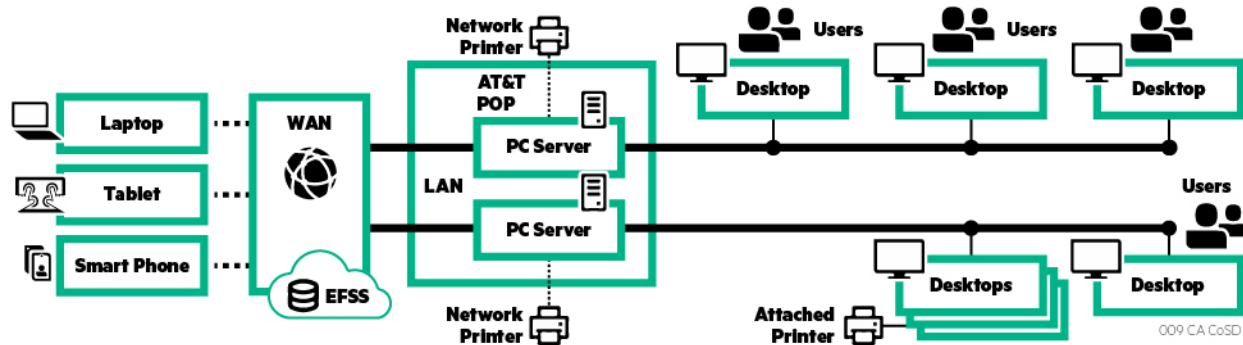 Network
Printer
Users
Users
AT&T
POP
Desktop
Desktop
Desktop
Laptop
WAN
PC Server
Tablet
LAN
Users
PC Server
Smart Phone
EFSS
Desktops
Desktop
Network
Printer
Attached
Printer
009 CA CoSD